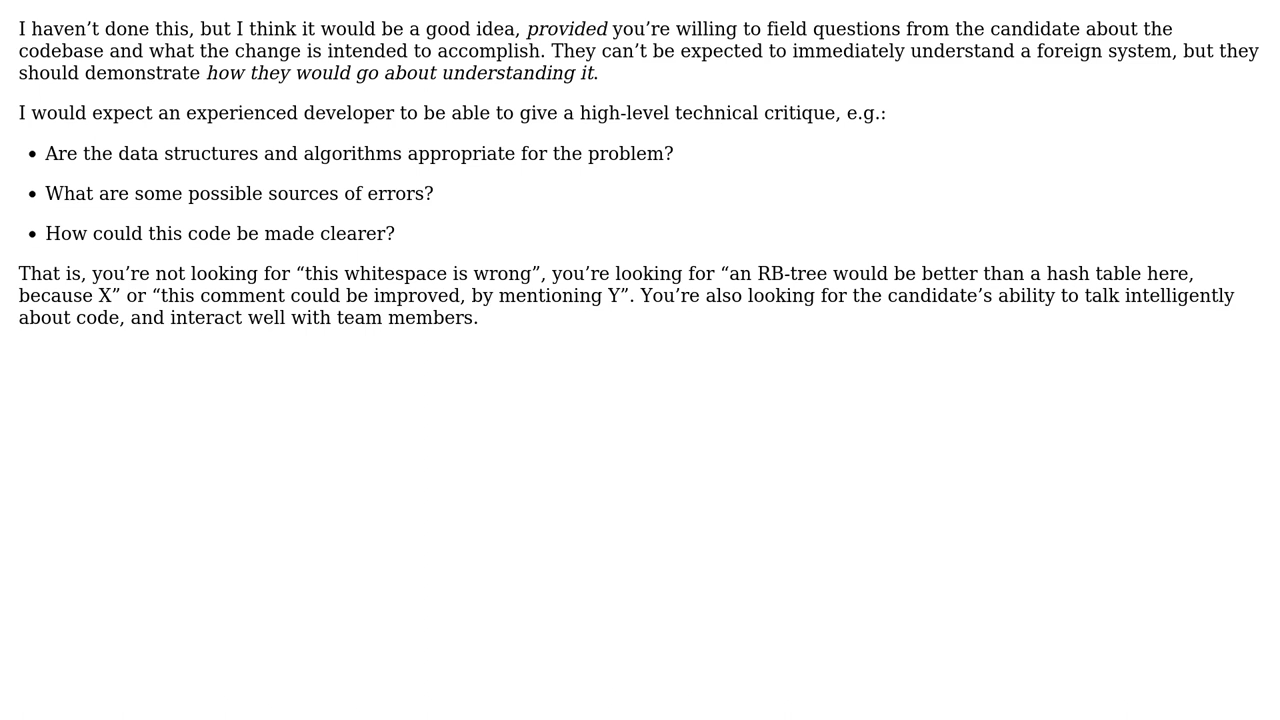 I haven’t done this, but I think it would be a good idea, provided you’re willing to field questions from the candidate about the
codebase and what the change is intended to accomplish. They can’t be expected to immediately understand a foreign system, but they
should demonstrate how they would go about understanding it.
I would expect an experienced developer to be able to give a high-level technical critique, e.g.:
• Are the data structures and algorithms appropriate for the problem?
• What are some possible sources of errors?
• How could this code be made clearer?
That is, you’re not looking for “this whitespace is wrong”, you’re looking for “an RB-tree would be better than a hash table here,
because X” or “this comment could be improved, by mentioning Y”. You’re also looking for the candidate’s ability to talk intelligently
about code, and interact well with team members.